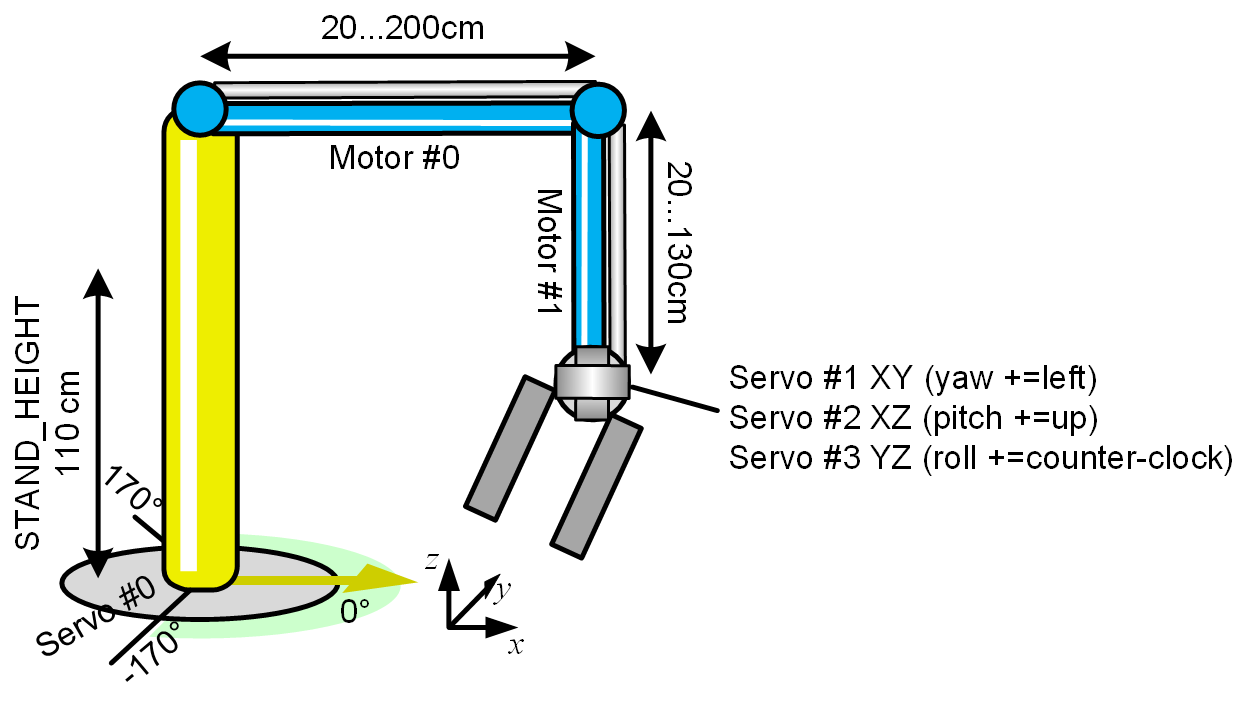 20...200cm
Motor #0
Motor #1
20...130cm
STAND_HEIGHT
110 cm
Servo #1 XY (yaw +=left)
Servo #2 XZ (pitch +=up)
Servo #3 YZ (roll +=counter-clock)
170°
Servo #0
-170°
0°
z
y
x